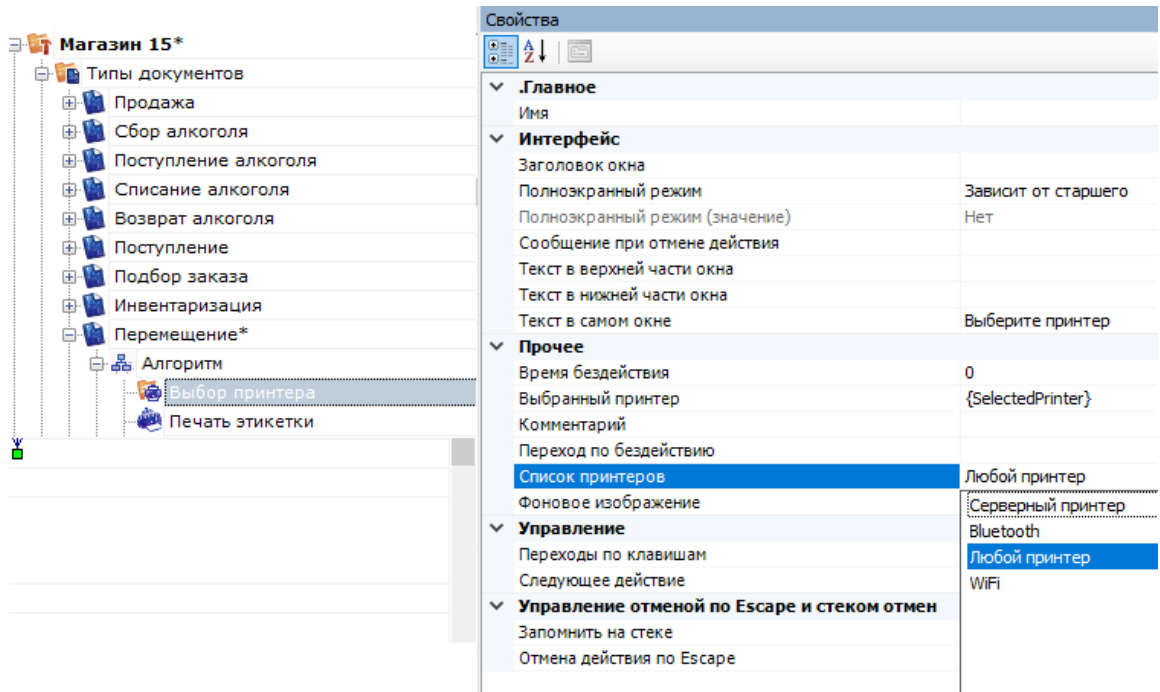 Магазин 15*
Типы документов
Продажа
Сбор алкоголя
Поступление алкоголя
Списание алкоголя
Возврат алкоголя
Поступление
Подбор заказа
Инвентаризация
Перемещение*
Алгоритм
Выбор принтера
Печать этикетки
Свойства
.Главное
Имя
Интерфейс
Заголовок окна
Полноэкранный режим Зависит от старшего
Полноэкранный режим (значение) Нет
Сообщение при отмене действия
Текст в верхней части окна
Текст в нижней части окна
Текст в самом окне Выберите принтер
Прочее
Время бездействия 0
Выбранный принтер {SelectedPrinter}
Комментарий
Переход по бездействию
Список принтеров Любой принтер
Фоновое изображение
Серверный принтер
Bluetooth
Любой принтер
WiFi
Управление
Переходы по клавишам
Следующее действие
Управление отменой по Escape и стеком отмен
Запомнить на стеке
Отмена действия по Escape